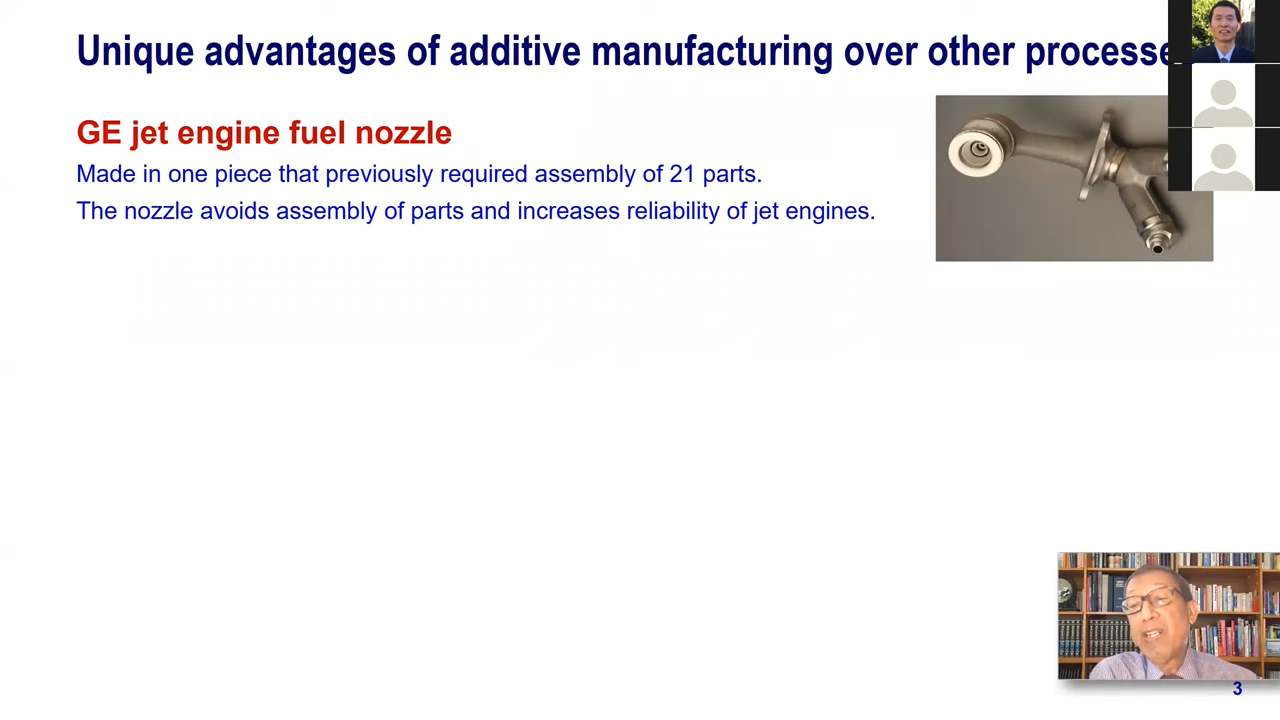 Unique advantages of additive manufacturing over other processe
GE jet engine fuel nozzle
Made in one piece that previously required assembly of 21 parts.
The nozzle avoids assembly of parts and increases reliability of jet engines.
3